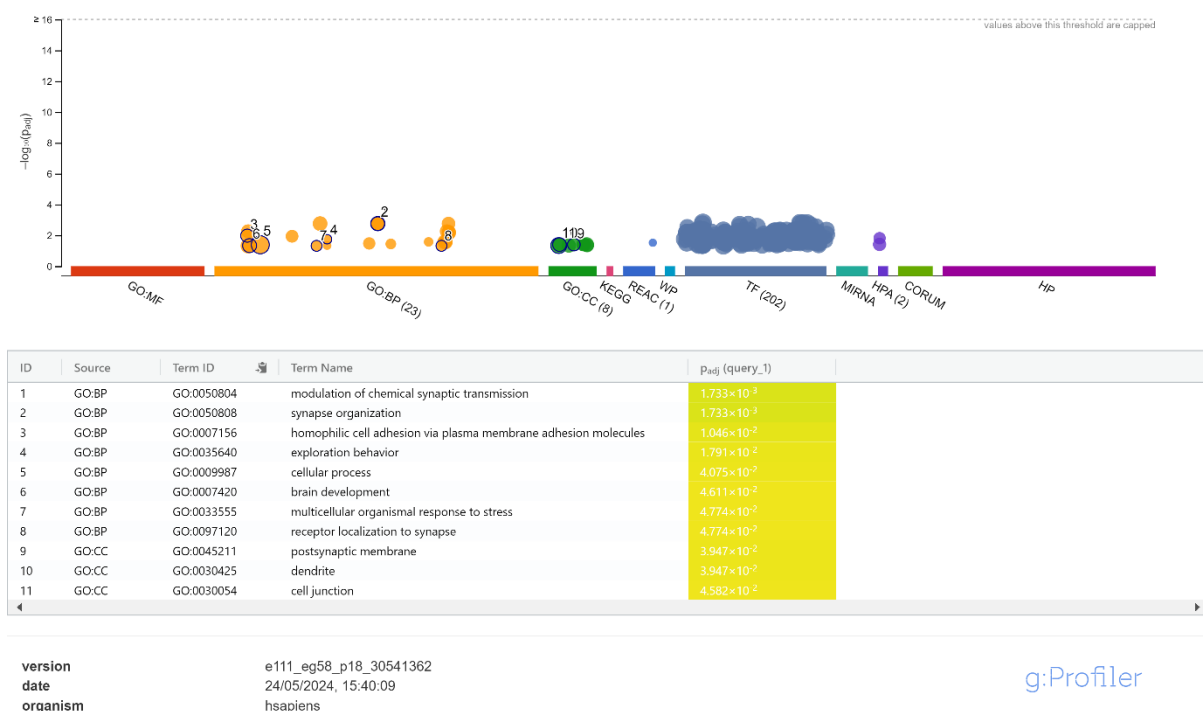 ≥ 16
values above this threshold are capped
14
12
10
8
6
4
2
0
-log₁₀(p_adj)
3
6
5
7
4
2
8
11
10
9
GO:MF
GO:BP (23)
GO:CC (8)
KEGG
REAC (1)
WP
TF (202)
MIRNA
HPA (2)
CORUM
HP
ID Source Term ID Term Name p_adj (query_1)
1 GO:BP GO:0050804 modulation of chemical synaptic transmission 1.733×10⁻³
2 GO:BP GO:0050808 synapse organization 1.733×10⁻³
3 GO:BP GO:0007156 homophilic cell adhesion via plasma membrane adhesion molecules 1.046×10⁻²
4 GO:BP GO:0035640 exploration behavior 1.791×10⁻²
5 GO:BP GO:0009987 cellular process 4.075×10⁻²
6 GO:BP GO:0007420 brain development 4.611×10⁻²
7 GO:BP GO:0033555 multicellular organismal response to stress 4.774×10⁻²
8 GO:BP GO:0097120 receptor localization to synapse 4.774×10⁻²
9 GO:CC GO:0045211 postsynaptic membrane 3.947×10⁻²
10 GO:CC GO:0030425 dendrite 3.947×10⁻²
11 GO:CC GO:0030054 cell junction 4.582×10⁻²
version e111_eg58_p18_30541362
date 24/05/2024, 15:40:09
organism hsapiens
g:Profiler